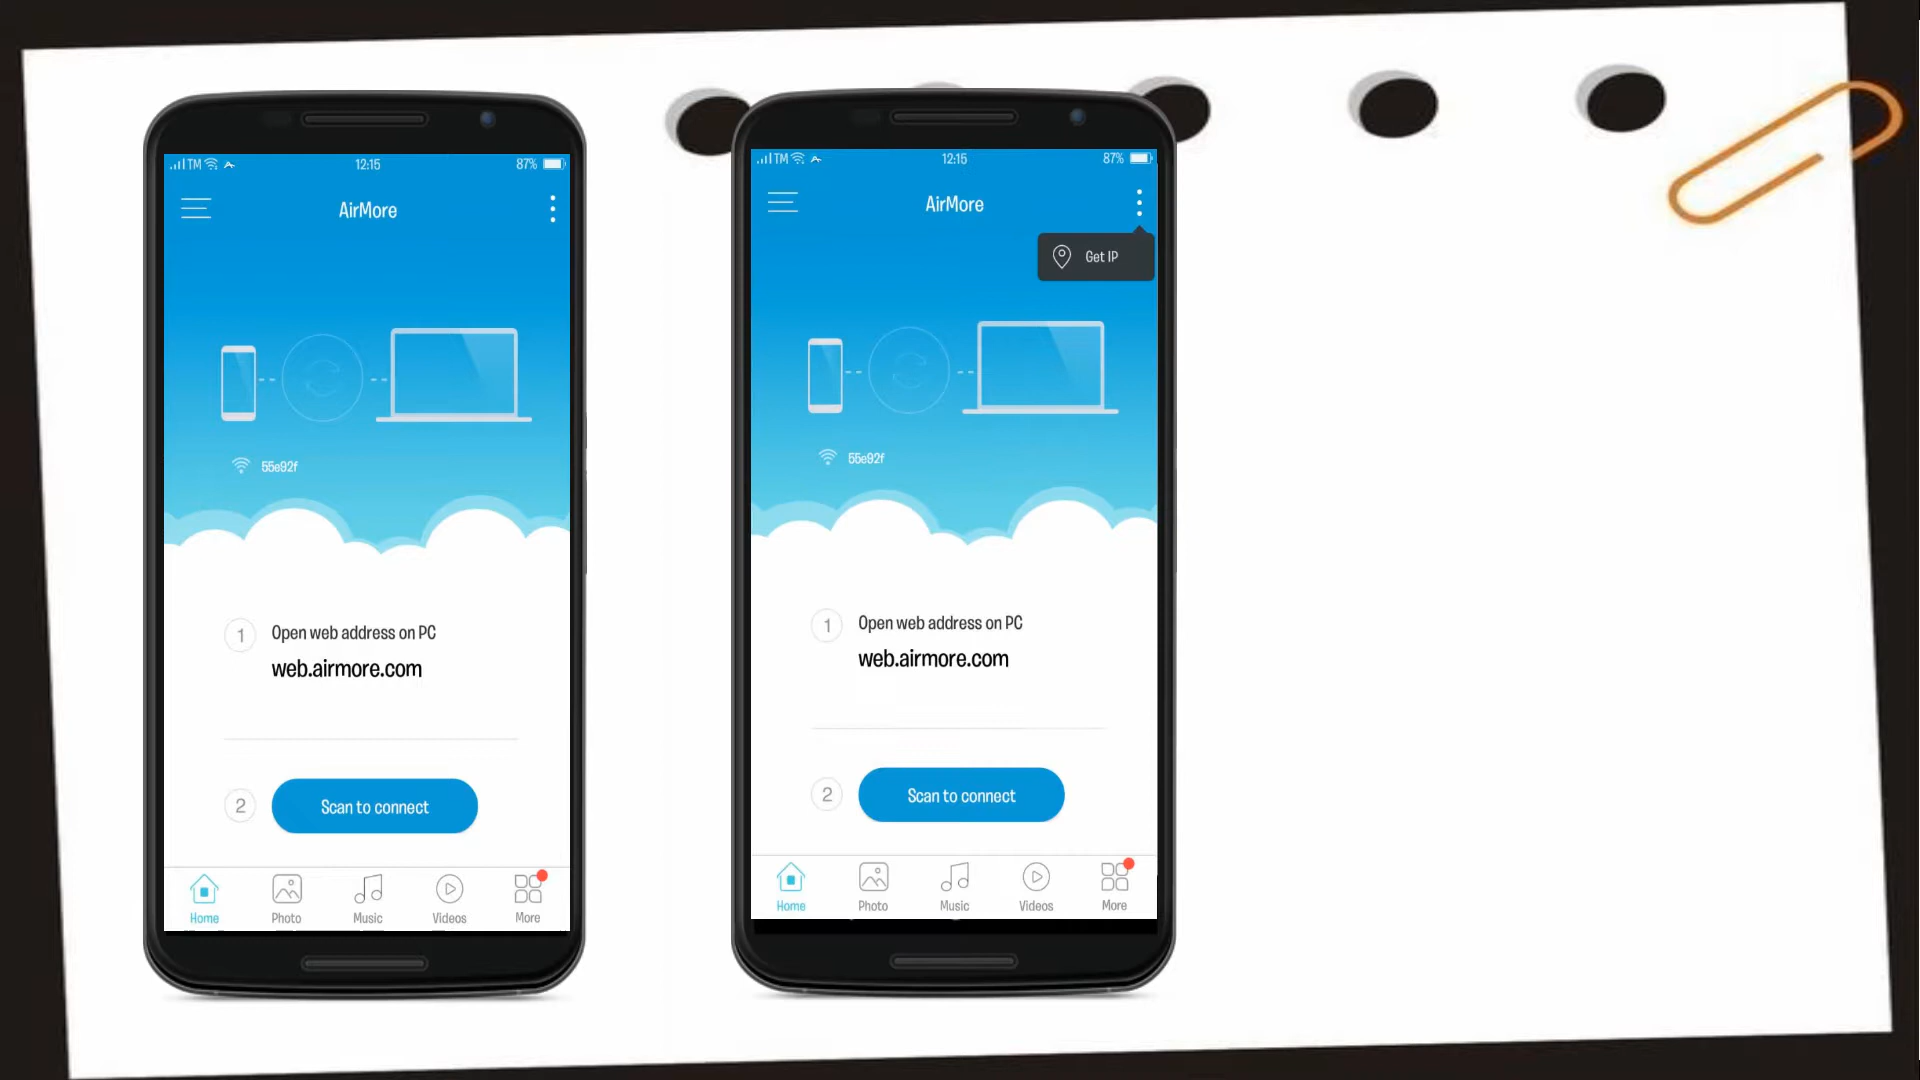 TM 12:15 87%
AirMore
55e92f
1 Open web address on PC
web.airmore.com
2 Scan to connect
Home Photo Music Videos More
TM 12:15 87%
AirMore
Get IP
55e92f
1 Open web address on PC
web.airmore.com
2 Scan to connect
Home Photo Music Videos More